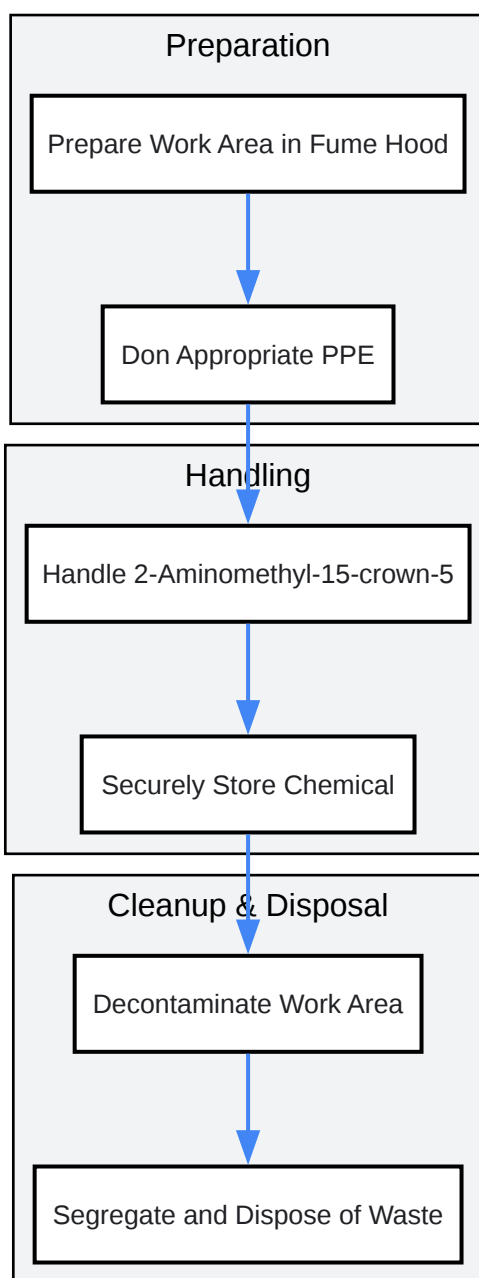 Preparation
Prepare Work Area in Fume Hood
Don Appropriate PPE
Handling
Handle 2-Aminomethyl-15-crown-5
Securely Store Chemical
Cleanup & Disposal
Decontaminate Work Area
Segregate and Dispose of Waste